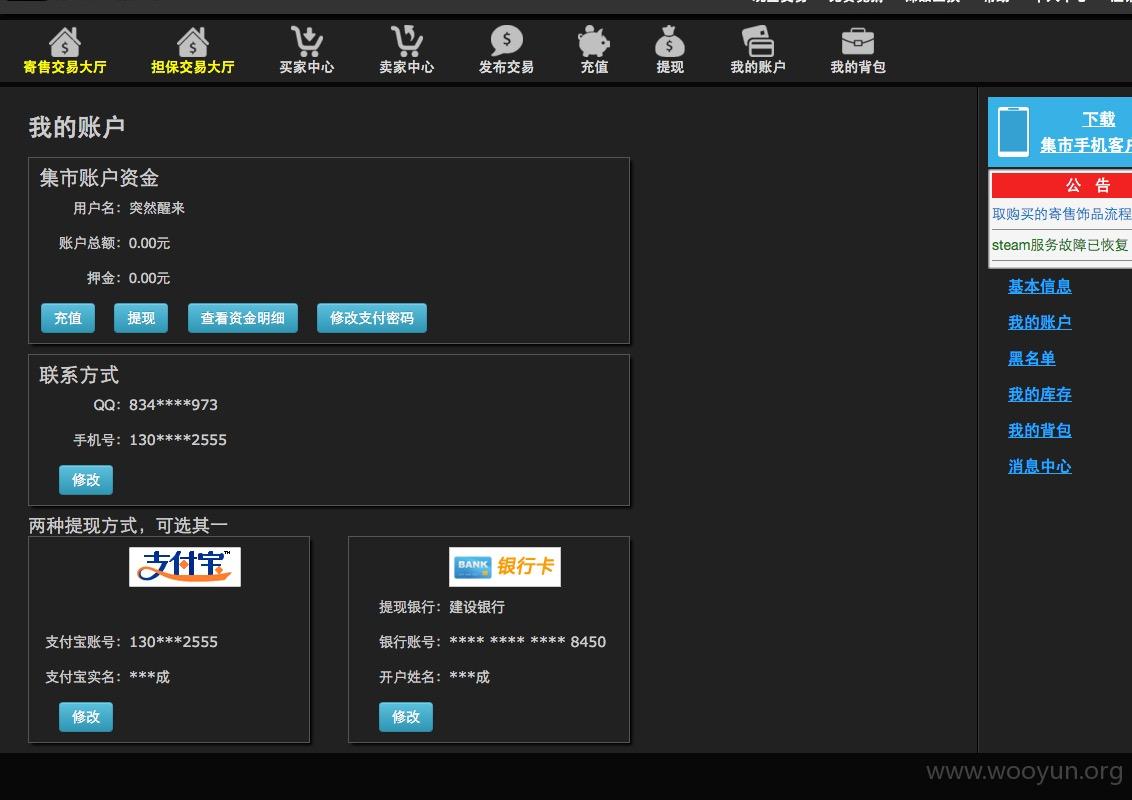 寄售交易大厅 担保交易大厅 买家中心 卖家中心 发布交易 充值 提现 我的账户 我的背包
我的账户
集市账户资金
用户名：突然醒来
账户总额：0.00元
押金：0.00元
充值 提现 查看资金明细 修改支付密码
联系方式
QQ：834****973
手机号：130****2555
修改
两种提现方式，可选其一
支付宝™
支付宝账号：130***2555
支付宝实名：***成
修改
BANK 银行卡
提现银行：建设银行
银行账号：**** **** **** 8450
开户姓名：***成
修改
下载
集市手机客户
公 告
取购买的寄售饰品流程
steam服务故障已恢复
基本信息
我的账户
黑名单
我的库存
我的背包
消息中心
www.wooyun.org